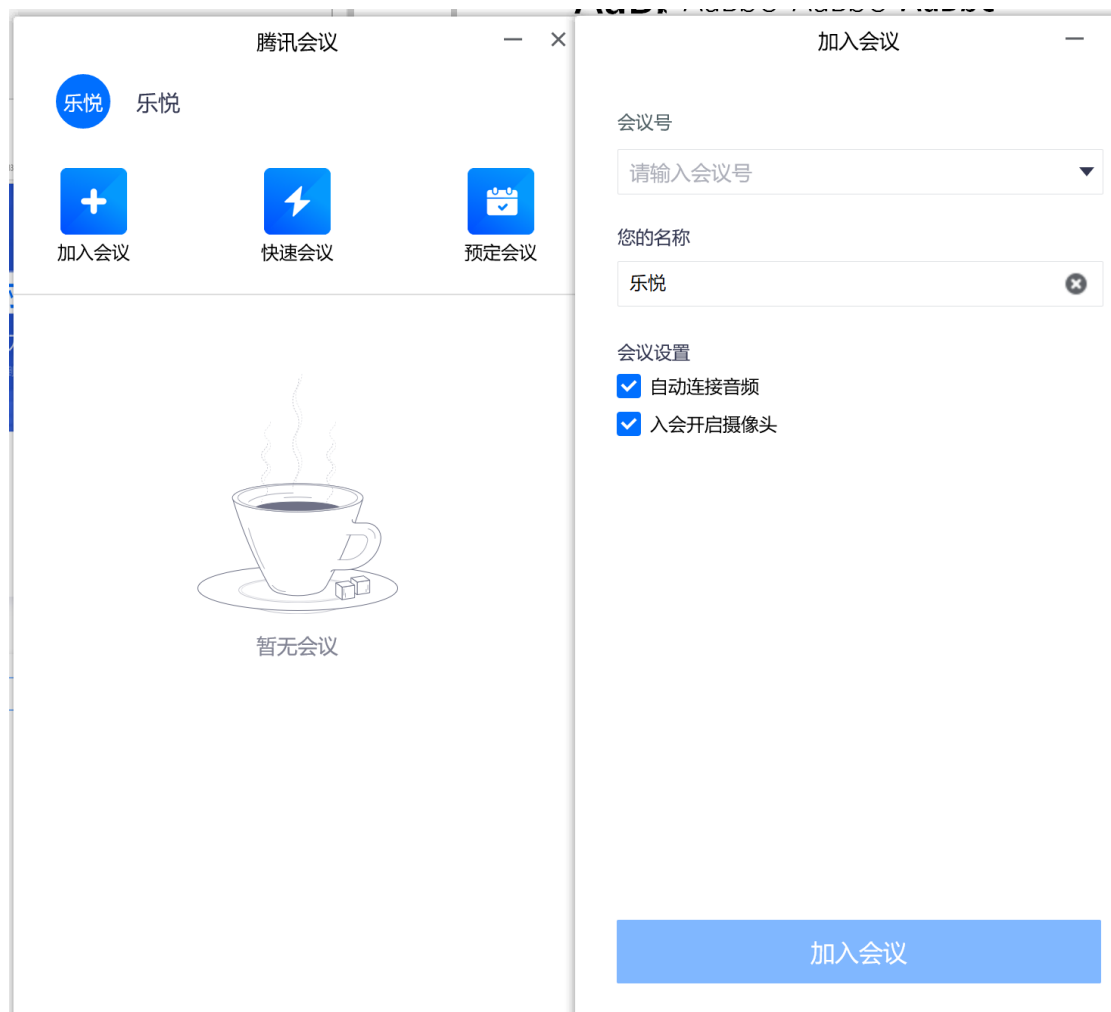 腾讯会议
乐悦 乐悦
加入会议 快速会议 预定会议
暂无会议
加入会议
会议号
请输入会议号
您的名称
乐悦
会议设置
自动连接音频
入会开启摄像头
加入会议